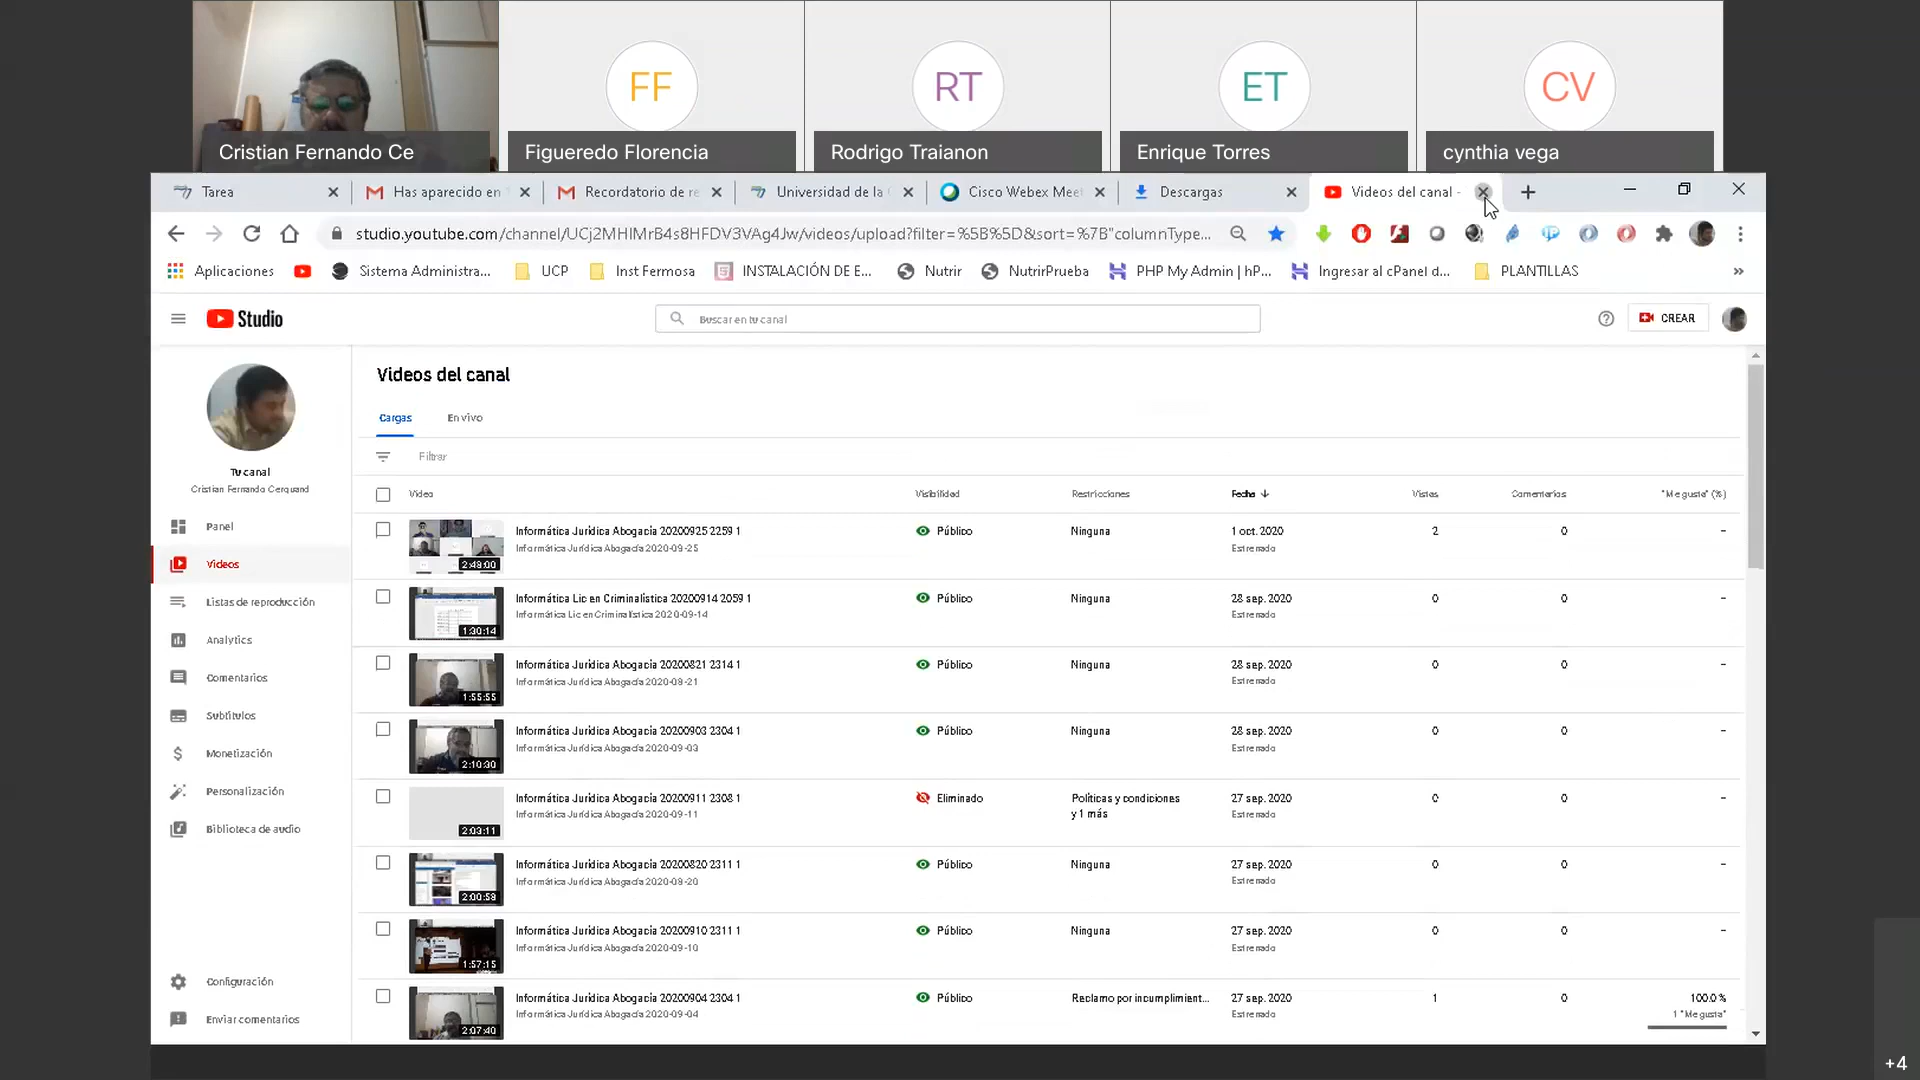 FF
RT
ET
CV
Cristian Fernando Ce
Figueredo Florencia
Rodrigo Traianon
Enrique Torres
cynthia vega
Tarea
Has aparecido en
Recordatorio de re
Universidad de la
Cisco Webex Meet
Descargas
Videos del canal -
studio.youtube.com/channel/UCj2MHlMrB4s8HFDV3VAg4Jw/videos/upload?filter=%5B%5D&sort=%7B"columnType...
Aplicaciones
Sistema Administra...
UCP
Inst Fermosa
INSTALACIÓN DE E...
Nutrir
NutrirPrueba
PHP My Admin | hP...
Ingresar al cPanel d...
PLANTILLAS
»
Studio
Buscar en tu canal
CREAR
Tu canal
Cristian Fernando Cerquand
Panel
Videos
Listas de reproducción
Analytics
Comentarios
Subtítulos
Monetización
Personalización
Biblioteca de audio
Configuración
Enviar comentarios
Videos del canal
Cargas En vivo
Filtrar
Video Visibilidad Restricciones Fecha Vistas Comentarios "Me gusta" (%)
Informática Jurídica Abogacía 20200925 2259 1 Público Ninguna 1 oct. 2020 2 0 –
Informática Jurídica Abogacía 2020-09-25 Estrenado
2:48:00
Informática Lic en Criminalística 20200914 2059 1 Público Ninguna 28 sep. 2020 0 0 –
Informática Lic en Criminalística 2020-09-14 Estrenado
1:30:14
Informática Jurídica Abogacía 20200821 2314 1 Público Ninguna 28 sep. 2020 0 0 –
Informática Jurídica Abogacía 2020-08-21 Estrenado
1:55:55
Informática Jurídica Abogacía 20200903 2304 1 Público Ninguna 28 sep. 2020 0 0 –
Informática Jurídica Abogacía 2020-09-03 Estrenado
2:10:30
Informática Jurídica Abogacía 20200911 2308 1 Eliminado Políticas y condiciones 27 sep. 2020 0 0 –
Informática Jurídica Abogacía 2020-09-11 y 1 más Estrenado
2:03:11
Informática Jurídica Abogacía 20200820 2311 1 Público Ninguna 27 sep. 2020 0 0 –
Informática Jurídica Abogacía 2020-08-20 Estrenado
2:00:58
Informática Jurídica Abogacía 20200910 2311 1 Público Ninguna 27 sep. 2020 0 0 –
Informática Jurídica Abogacía 2020-09-10 Estrenado
1:57:15
Informática Jurídica Abogacía 20200904 2304 1 Público Reclamo por incumplimient... 27 sep. 2020 1 0 100.0 %
Informática Jurídica Abogacía 2020-09-04 Estrenado 1 "Me gusta"
2:07:40
+4